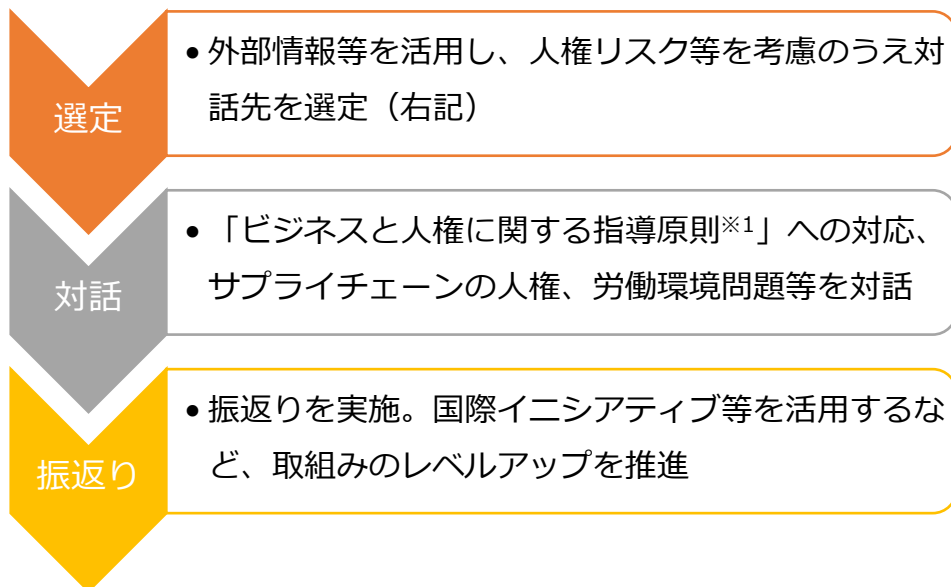 選定
• 外部情報等を活用し、人権リスク等を考慮のうえ対
話先を選定（右記）
対話
• 「ビジネスと人権に関する指導原則※1」への対応、
サプライチェーンの人権、労働環境問題等を対話
振返り
• 振返りを実施。国際イニシアティブ等を活用するな
ど、取組みのレベルアップを推進